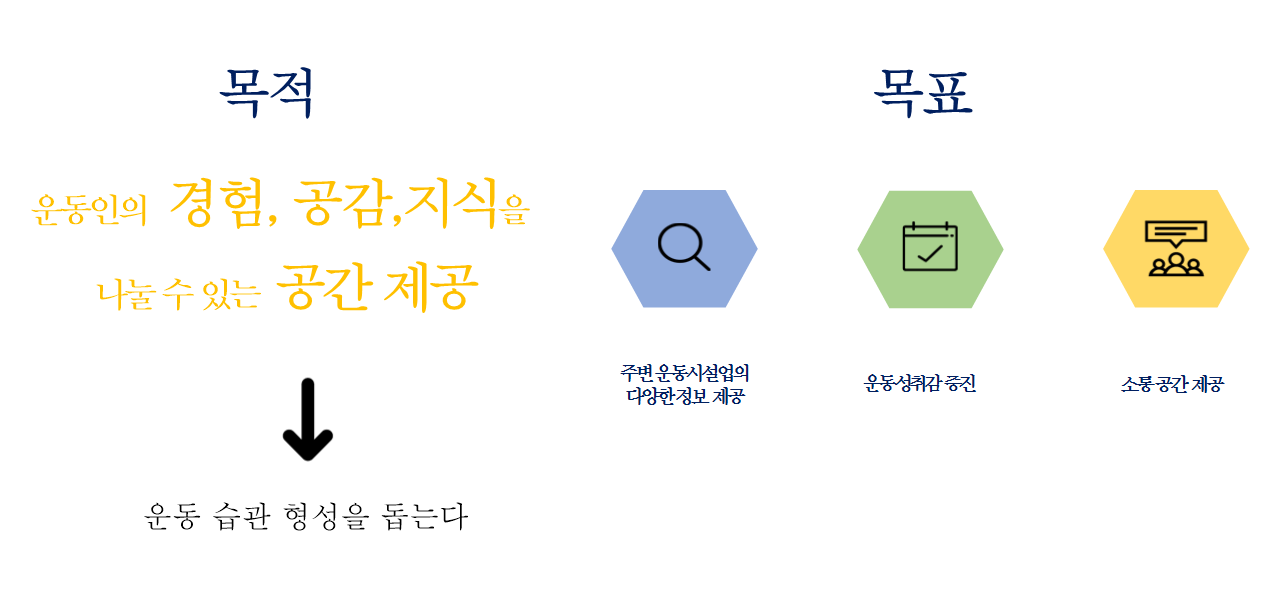 목적
운동인의 경험, 공감,지식을
나눌 수 있는 공간 제공
운동 습관 형성을 돕는다
목표
주변 운동시설업의
다양한 정보 제공
운동성취감 증진
소통 공간 제공